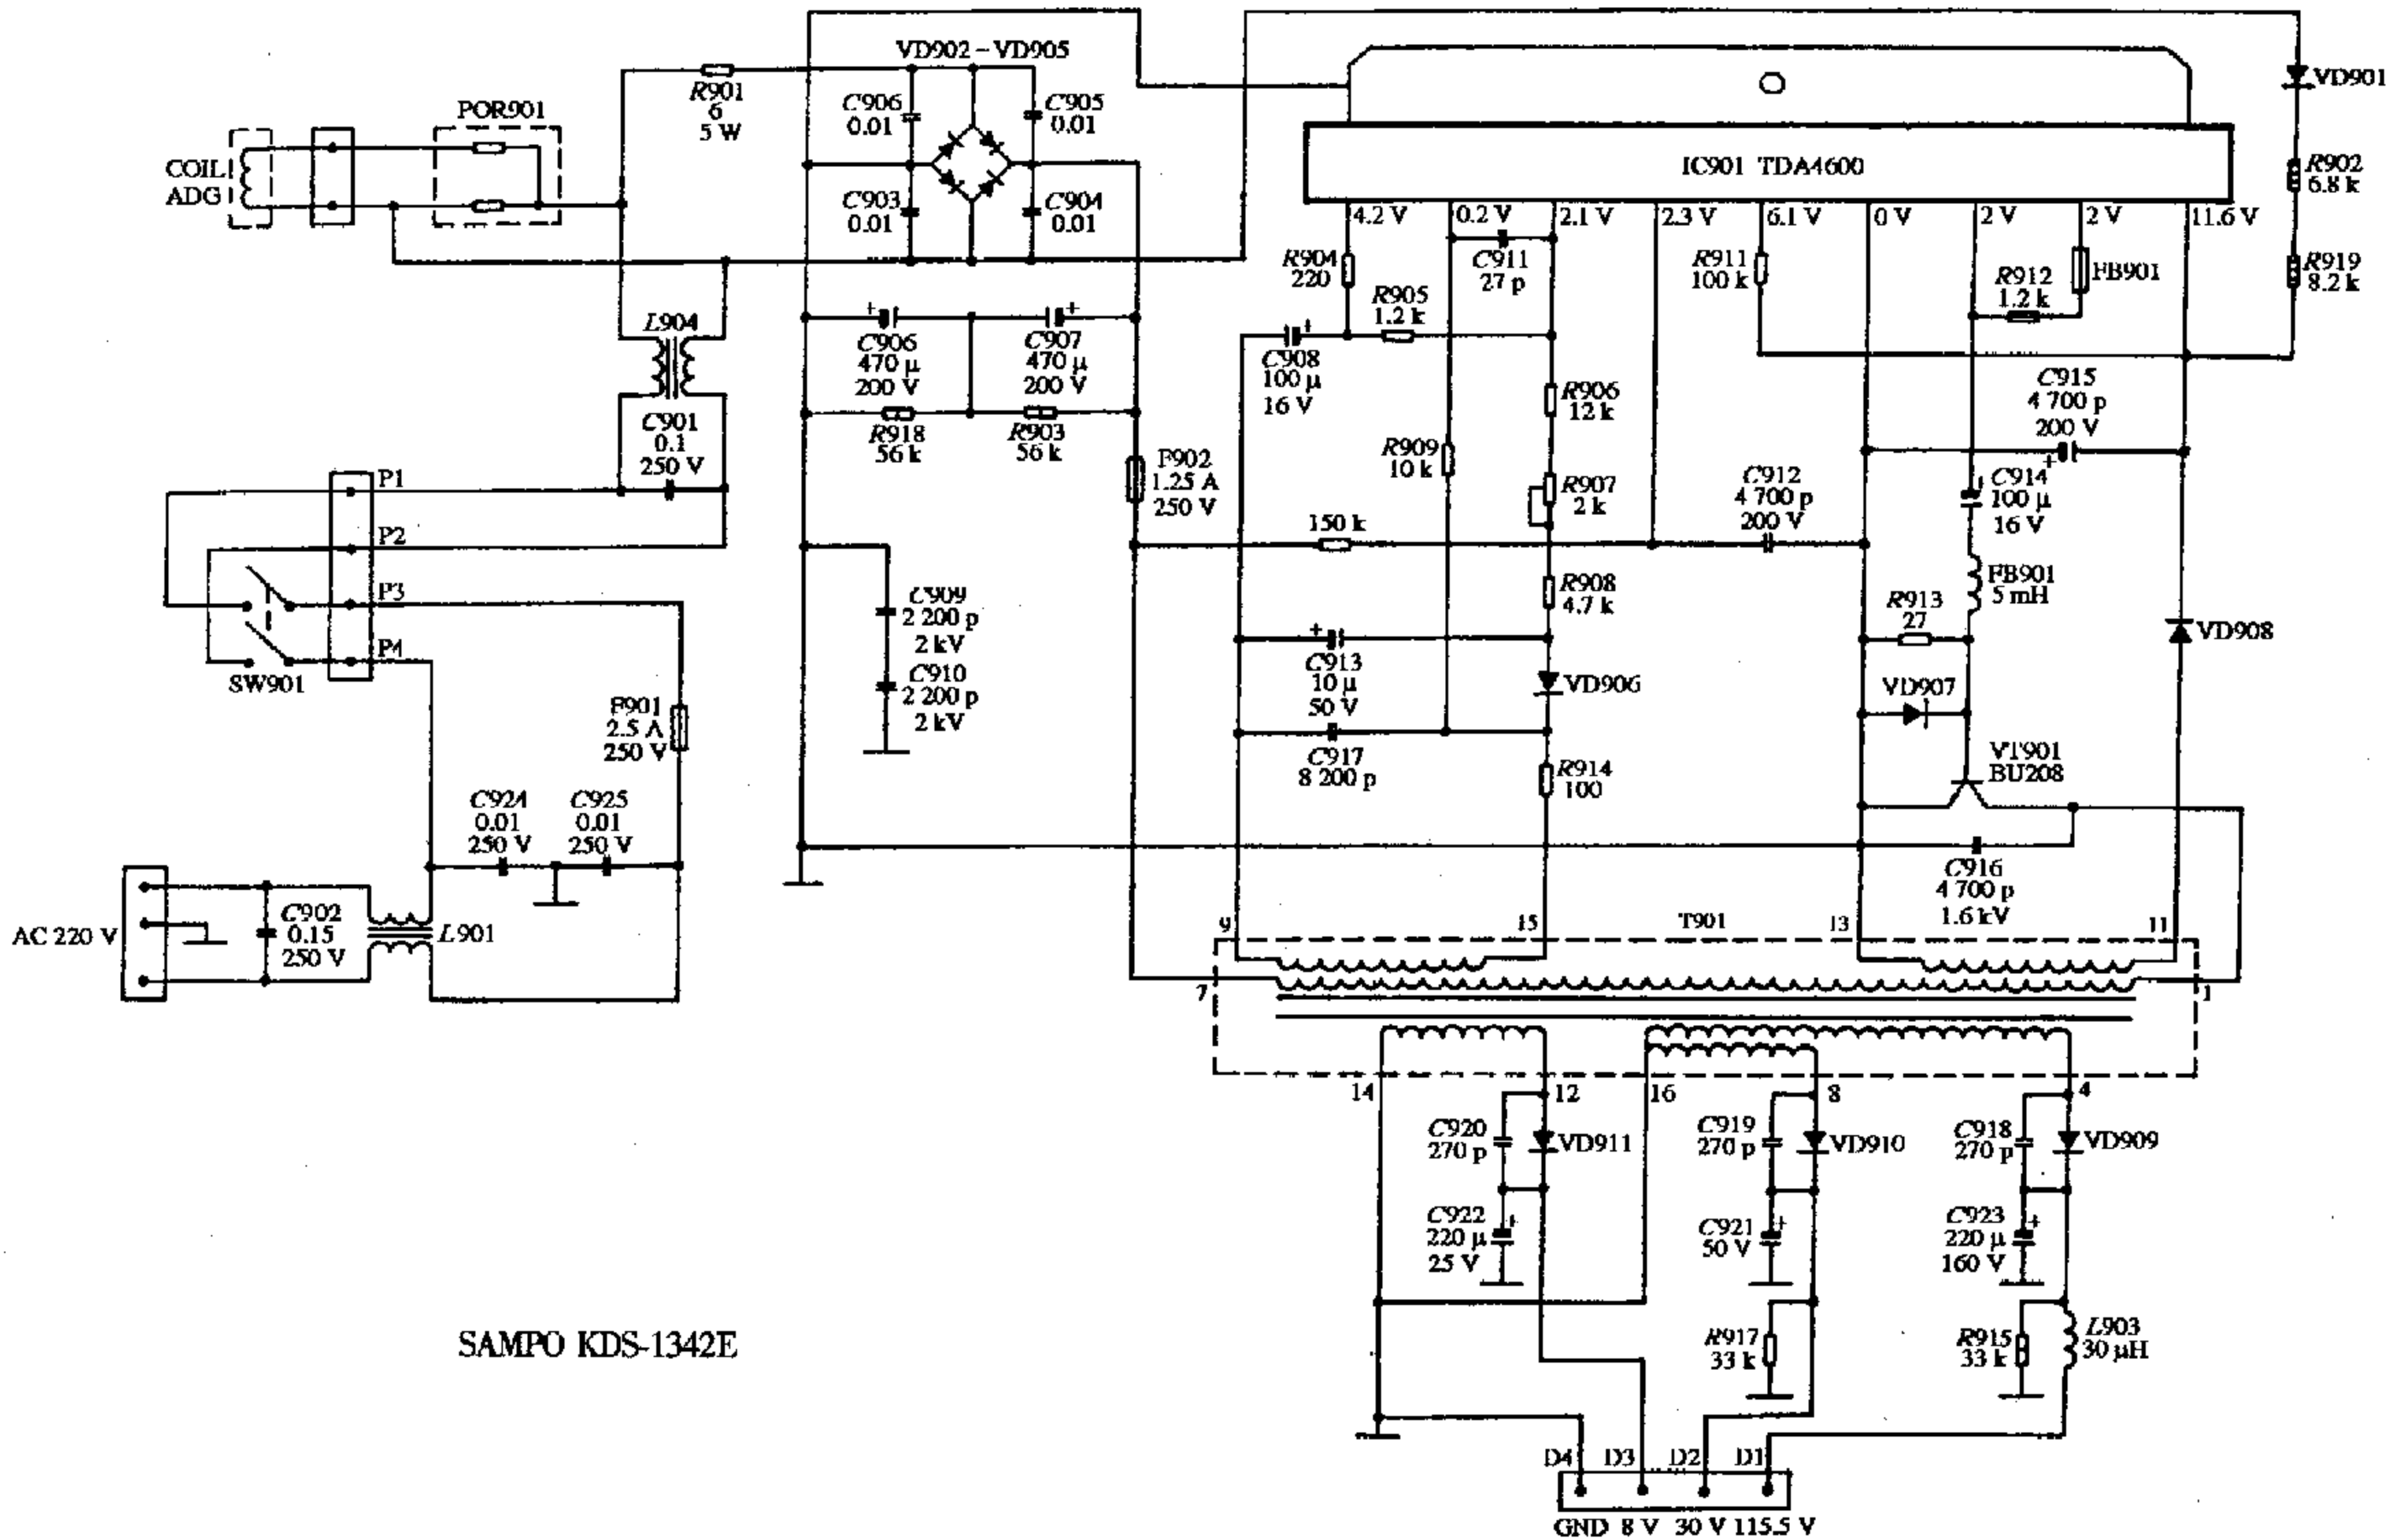 VD902–VD905
C906
0.01
C905
0.01
C903
0.01
C904
0.01
R901
6
5 W
POR901
COIL
ADG
VD901
IC901 TDA4600
R902
6.8 k
R919
8.2 k
4.2 V
0.2 V
2.1 V
2.3 V
6.1 V
0 V
2 V
2 V
11.6 V
R904
220
C911
27 p
R905
1.2 k
R911
100 k
R912
1.2 k
FB901
L904
C906
470 µ
200 V
C907
470 µ
200 V
C908
100 µ
16 V
R906
12 k
C915
4 700 p
200 V
C901
0.1
250 V
R918
56 k
R903
56 k
F902
1.25 A
250 V
R909
10 k
R907
2 k
C912
4 700 p
200 V
C914
100 µ
16 V
150 k
P1
P2
P3
P4
SW901
C909
2 200 p
2 kV
C910
2 200 p
2 kV
R908
4.7 k
FB901
5 mH
R913
27
VD908
C913
10 µ
50 V
VD906
VD907
F901
2.5 A
250 V
C917
8 200 p
R914
100
VT901
BU208
C924
0.01
250 V
C925
0.01
250 V
C916
4 700 p
1.6 kV
AC 220 V
C902
0.15
250 V
L901
9
15
T901
13
11
7
1
14
12
16
8
4
C920
270 p
VD911
C919
270 p
VD910
C918
270 p
VD909
C922
220 µ
25 V
C921
50 V
C923
220 µ
160 V
R917
33 k
R915
33 k
L903
30 µH
SAMPO KDS-1342E
D4 D3 D2 D1
GND 8 V 30 V 115.5 V